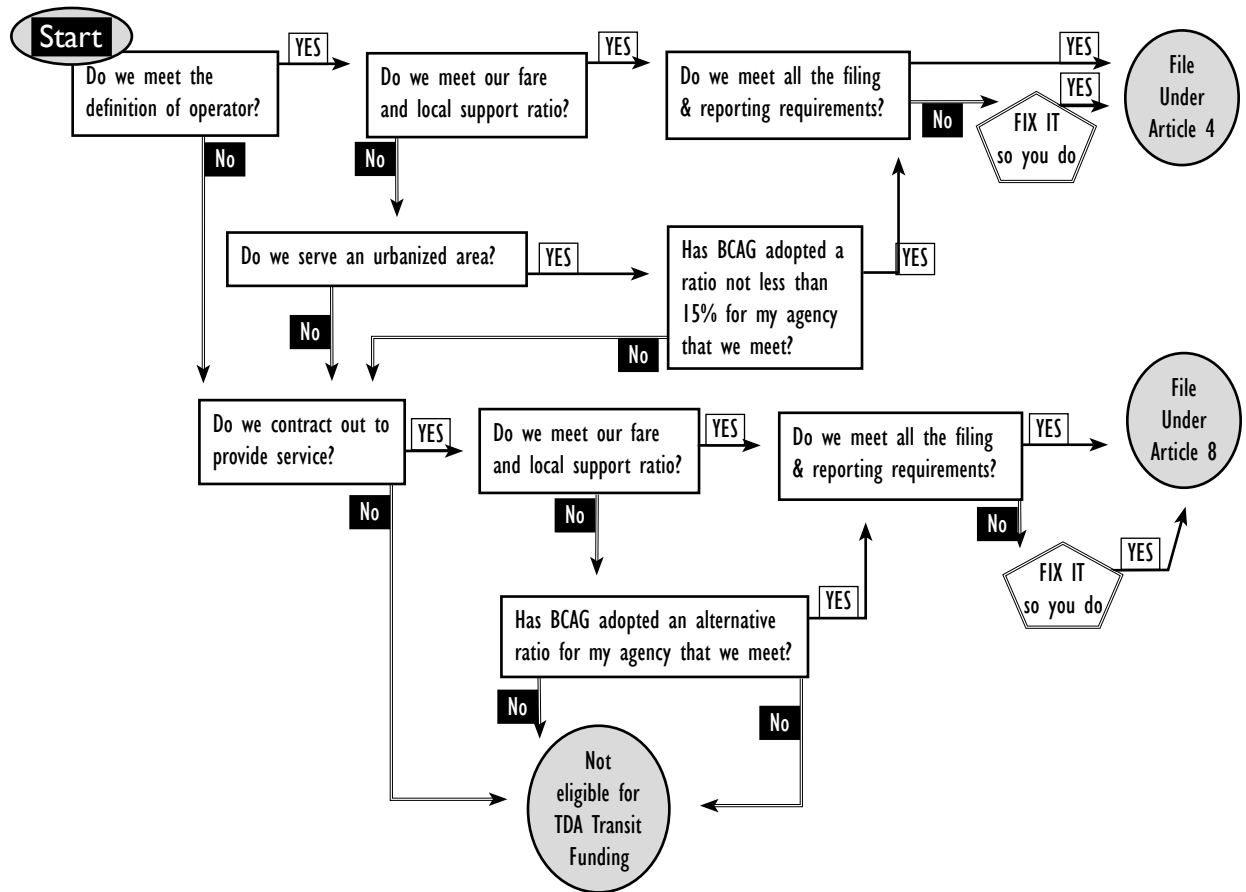 Start
Do we meet the
definition of operator?
YES
Do we meet our fare
and local support ratio?
YES
Do we meet all the filing
& reporting requirements?
YES
YES
No
FIX IT
so you do
File
Under
Article 4
No
No
Do we serve an urbanized area?
YES
Has BCAG adopted a
ratio not less than
15% for my agency
that we meet?
YES
No
No
Do we contract out to
provide service?
YES
Do we meet our fare
and local support ratio?
YES
Do we meet all the filing
& reporting requirements?
YES
File
Under
Article 8
No
No
No
FIX IT
so you do
YES
Has BCAG adopted an alternative
ratio for my agency that we meet?
YES
No
No
Not
eligible for
TDA Transit
Funding